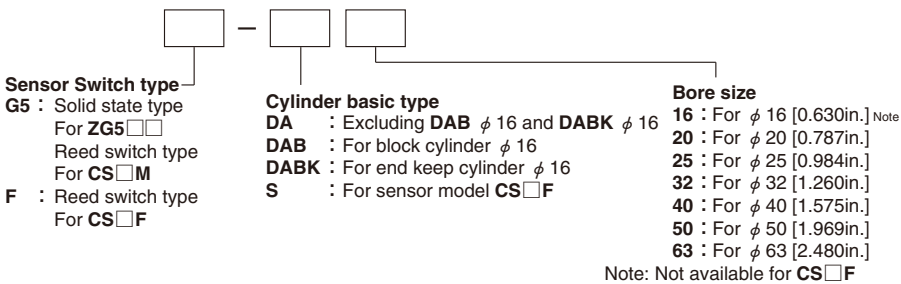 □ − □ □
Sensor Switch type
G5 : Solid state type
For ZG5□□
Reed switch type
For CS□M
F : Reed switch type
For CS□F
Cylinder basic type
DA : Excluding DAB φ 16 and DABK φ 16
DAB : For block cylinder φ 16
DABK : For end keep cylinder φ 16
S : For sensor model CS□F
Bore size
16 : For φ 16 [0.630in.] Note
20 : For φ 20 [0.787in.]
25 : For φ 25 [0.984in.]
32 : For φ 32 [1.260in.]
40 : For φ 40 [1.575in.]
50 : For φ 50 [1.969in.]
63 : For φ 63 [2.480in.]
Note: Not available for CS□F